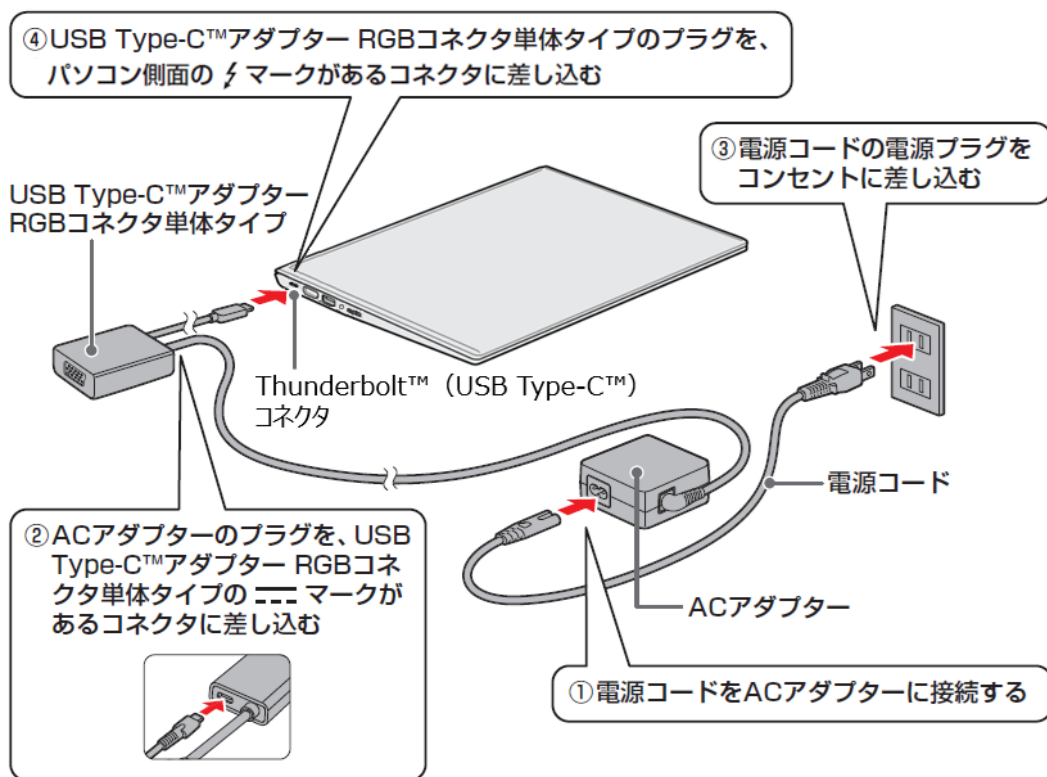 ④USB Type-C™アダプター RGBコネクタ単体タイプのプラグを、
パソコン側面の マークがあるコネクタに差し込む
③電源コードの電源プラグを
コンセントに差し込む
USB Type-C™アダプター
RGBコネクタ単体タイプ
Thunderbolt™（USB Type-C™）
コネクタ
電源コード
②ACアダプターのプラグを、USB
Type-C™アダプター RGBコネ
クタ単体タイプの マークが
あるコネクタに差し込む
ACアダプター
①電源コードをACアダプターに接続する